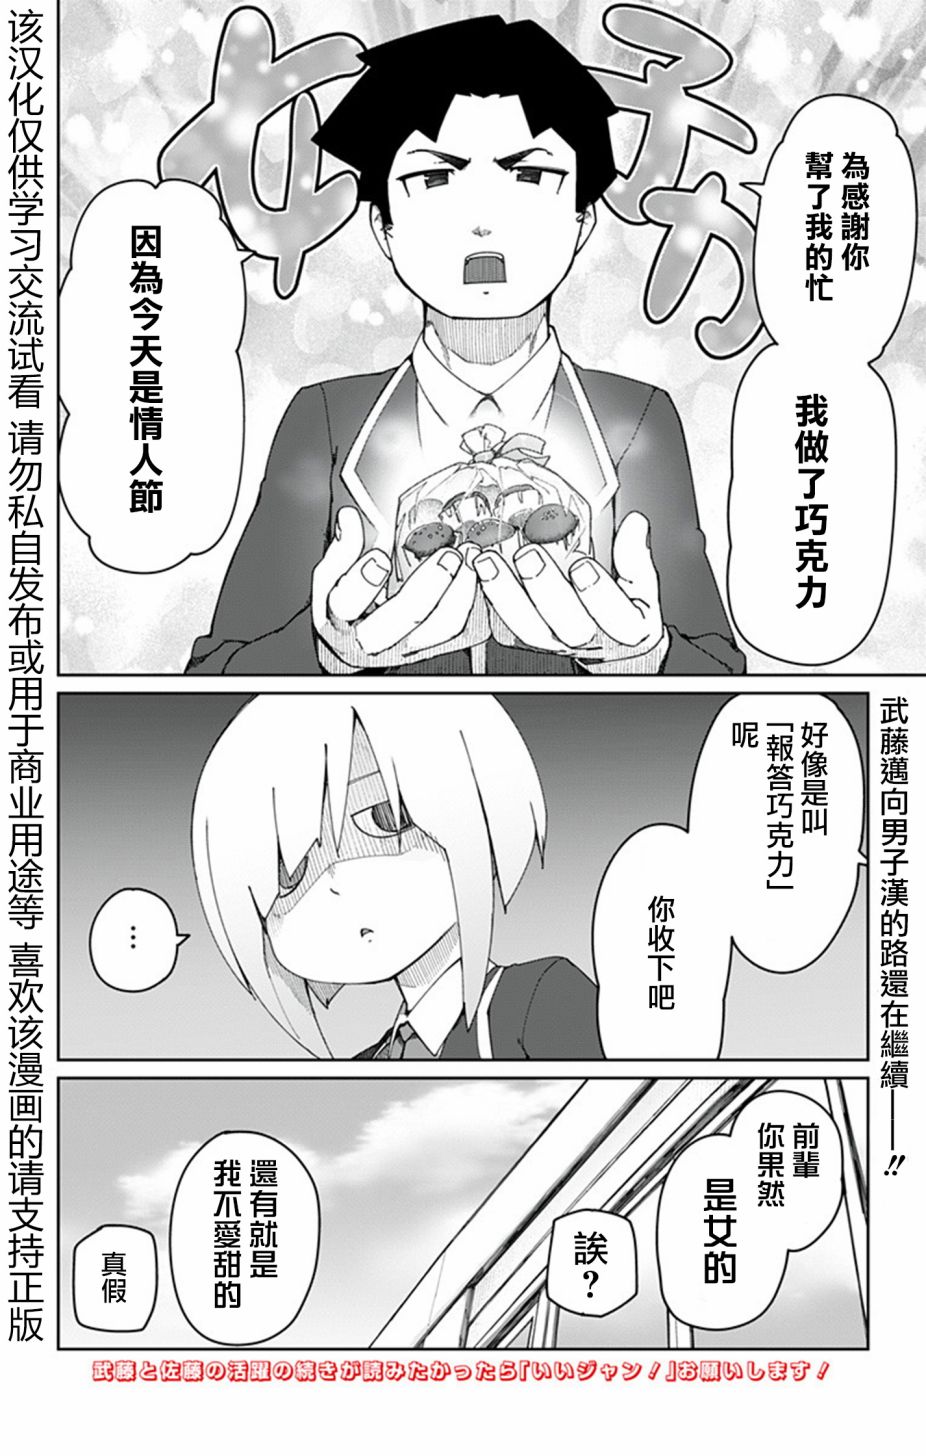 為感謝你
幫了我的忙
我做了巧克力
因為今天是情人節
女子力
好像是叫
「報答巧克力」
呢
你收下吧
…
武藤邁向男子漢的路還在繼續——!!
前輩
你果然
是女的
誒？
還有就是
我不愛甜的
真假
武藤と佐藤の活躍の続きが読みたかったら「いいジャン！」お願いします！
该汉化仅供学习交流试看 请勿私自发布或用于商业用途等 喜欢该漫画的请支持正版